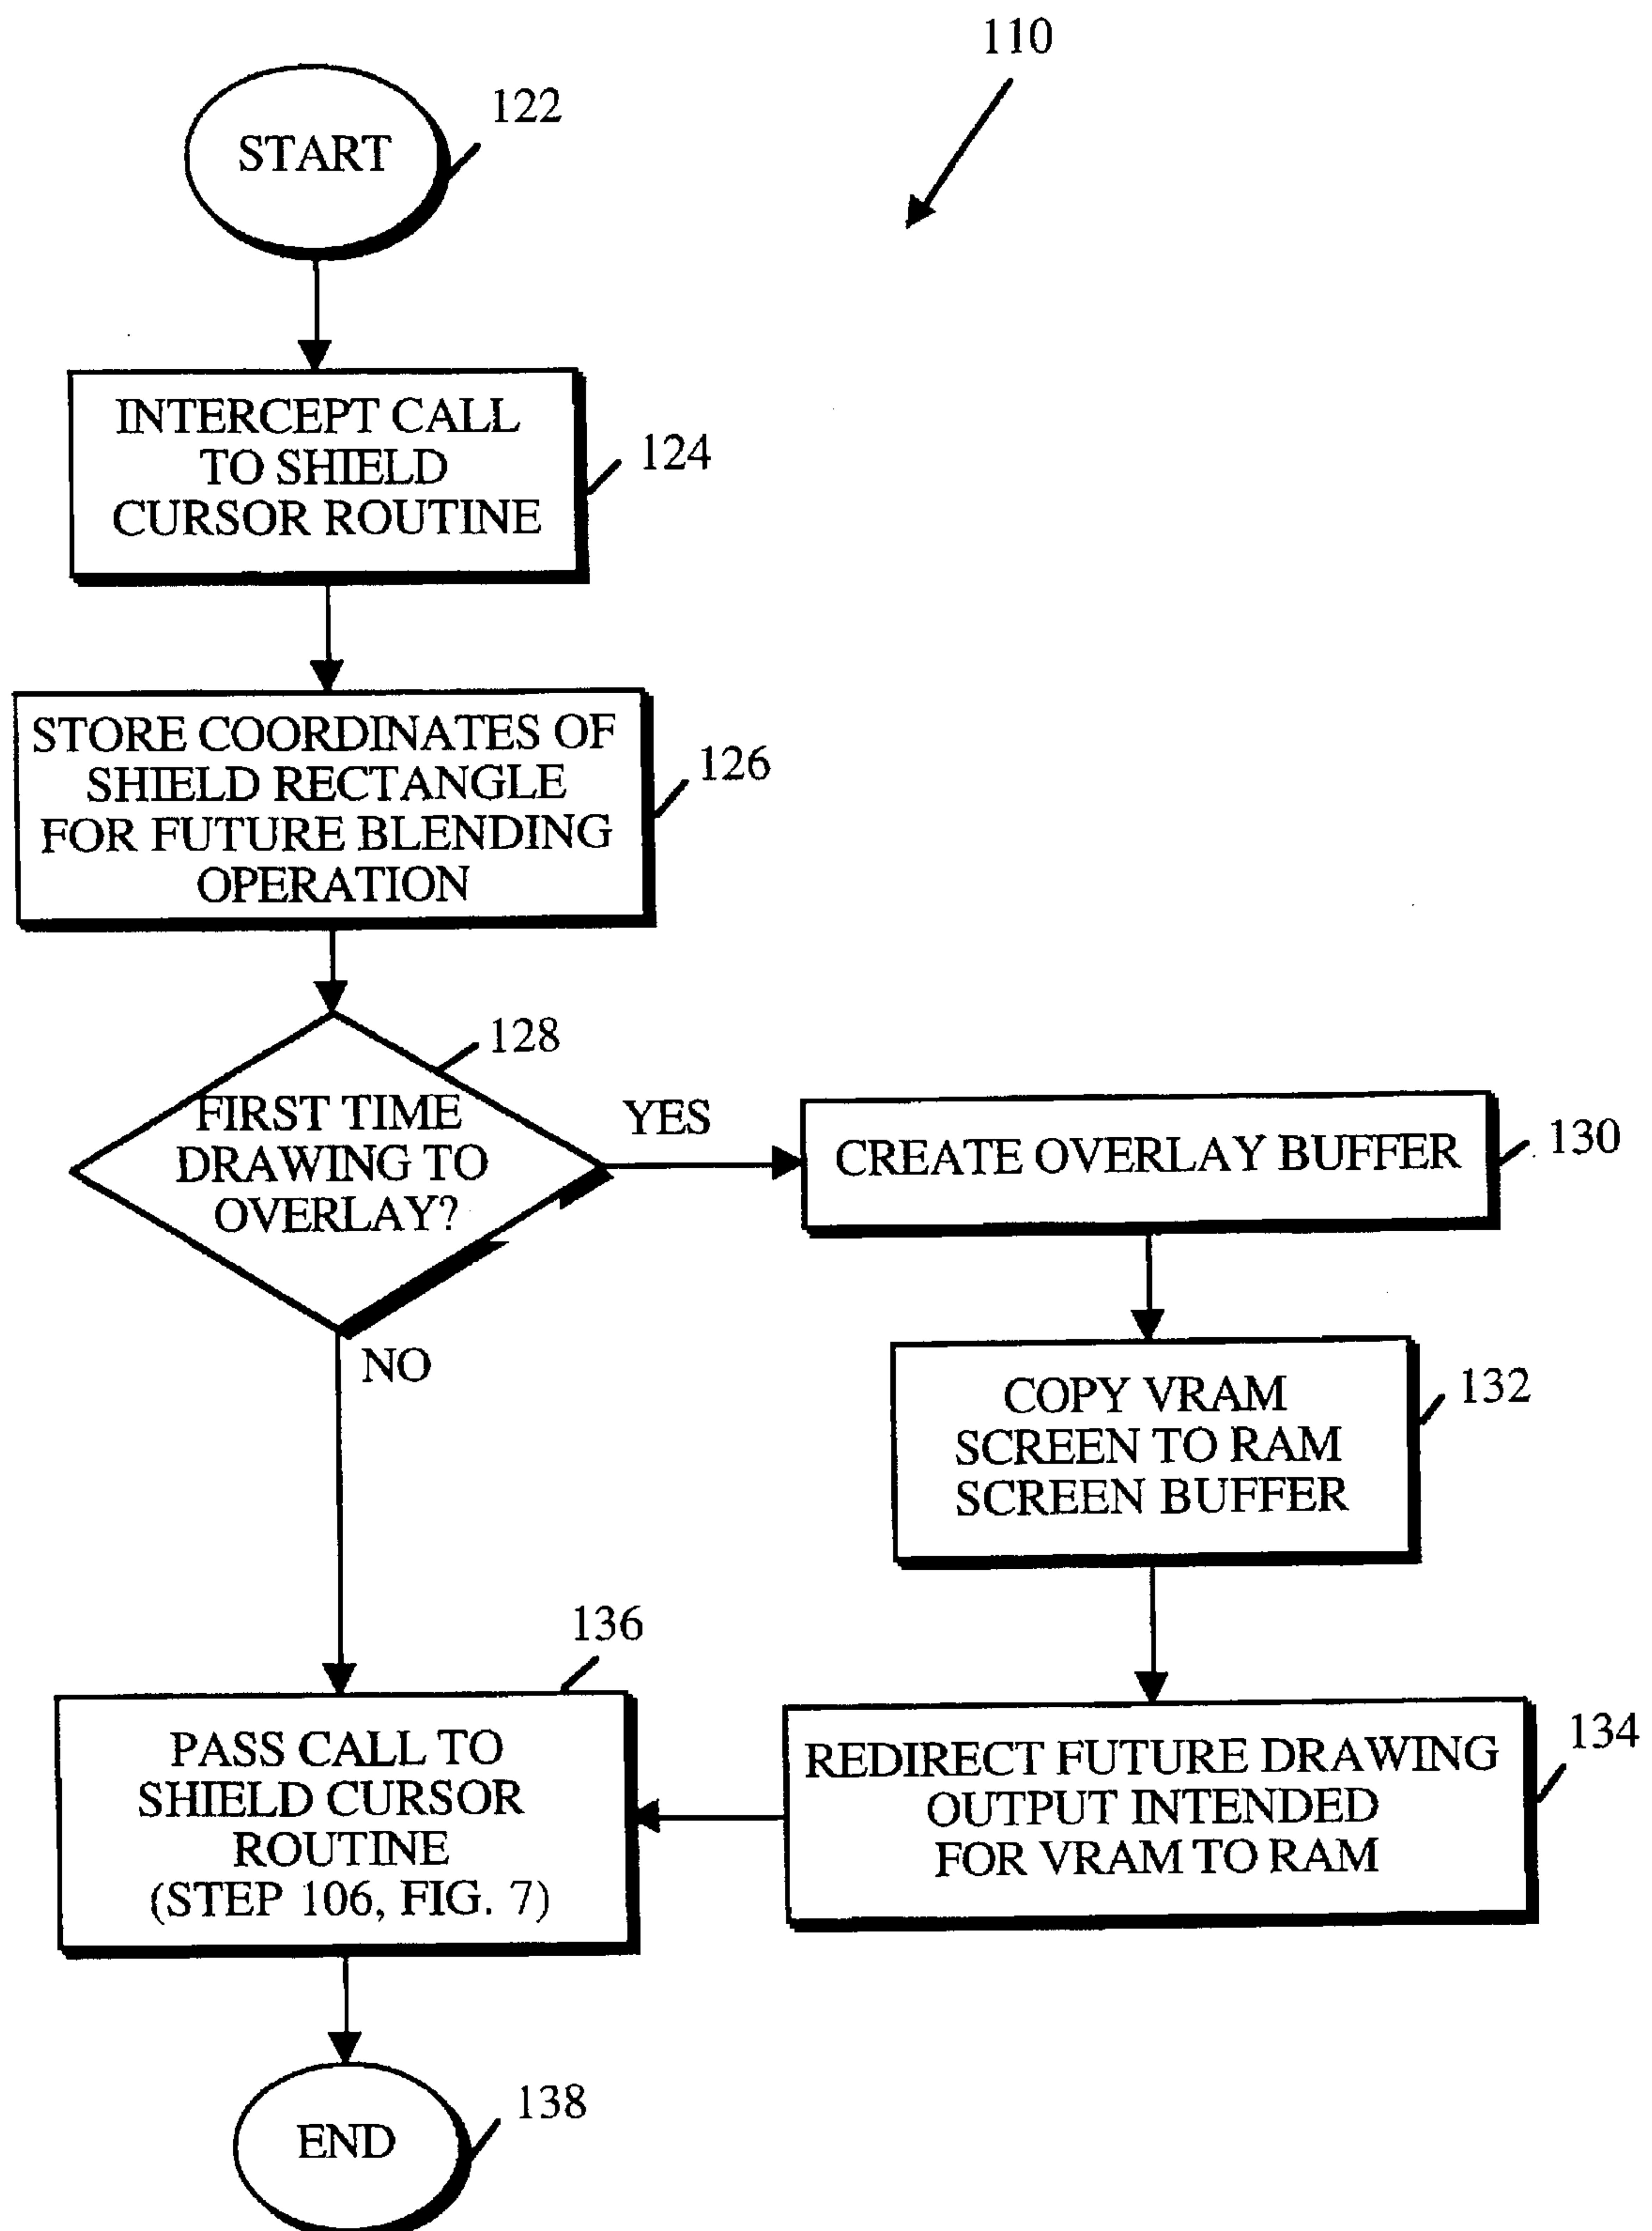 110
START
122
INTERCEPT CALL
TO SHIELD
CURSOR ROUTINE
124
STORE COORDINATES OF
SHIELD RECTANGLE
FOR FUTURE BLENDING
OPERATION
126
FIRST TIME
DRAWING TO
OVERLAY?
128
YES
NO
CREATE OVERLAY BUFFER
130
COPY VRAM
SCREEN TO RAM
SCREEN BUFFER
132
REDIRECT FUTURE DRAWING
OUTPUT INTENDED
FOR VRAM TO RAM
134
PASS CALL TO
SHIELD CURSOR
ROUTINE
(STEP 106, FIG. 7)
136
END
138